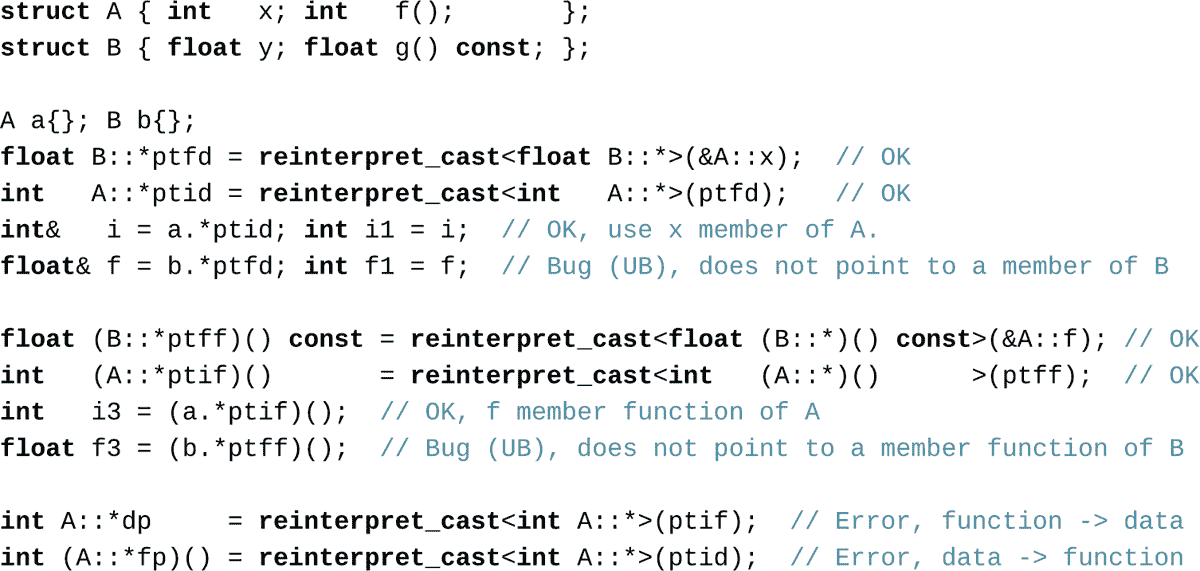 struct A { int   x; int   f();       };
struct B { float y; float g() const; };

A a{}; B b{};
float B::*ptfd = reinterpret_cast<float B::*>(&A::x);  // OK
int   A::*ptid = reinterpret_cast<int   A::*>(ptfd);   // OK
int&   i = a.*ptid; int i1 = i;  // OK, use x member of A.
float& f = b.*ptfd; int f1 = f;  // Bug (UB), does not point to a member of B

float (B::*ptff)() const = reinterpret_cast<float (B::*)() const>(&A::f); // OK
int   (A::*ptif)()       = reinterpret_cast<int   (A::*)()      >(ptff);  // OK
int   i3 = (a.*ptif)();  // OK, f member function of A
float f3 = (b.*ptff)();  // Bug (UB), does not point to a member function of B

int A::*dp     = reinterpret_cast<int A::*>(ptif);  // Error, function -> data
int (A::*fp)() = reinterpret_cast<int A::*>(ptid);  // Error, data -> function